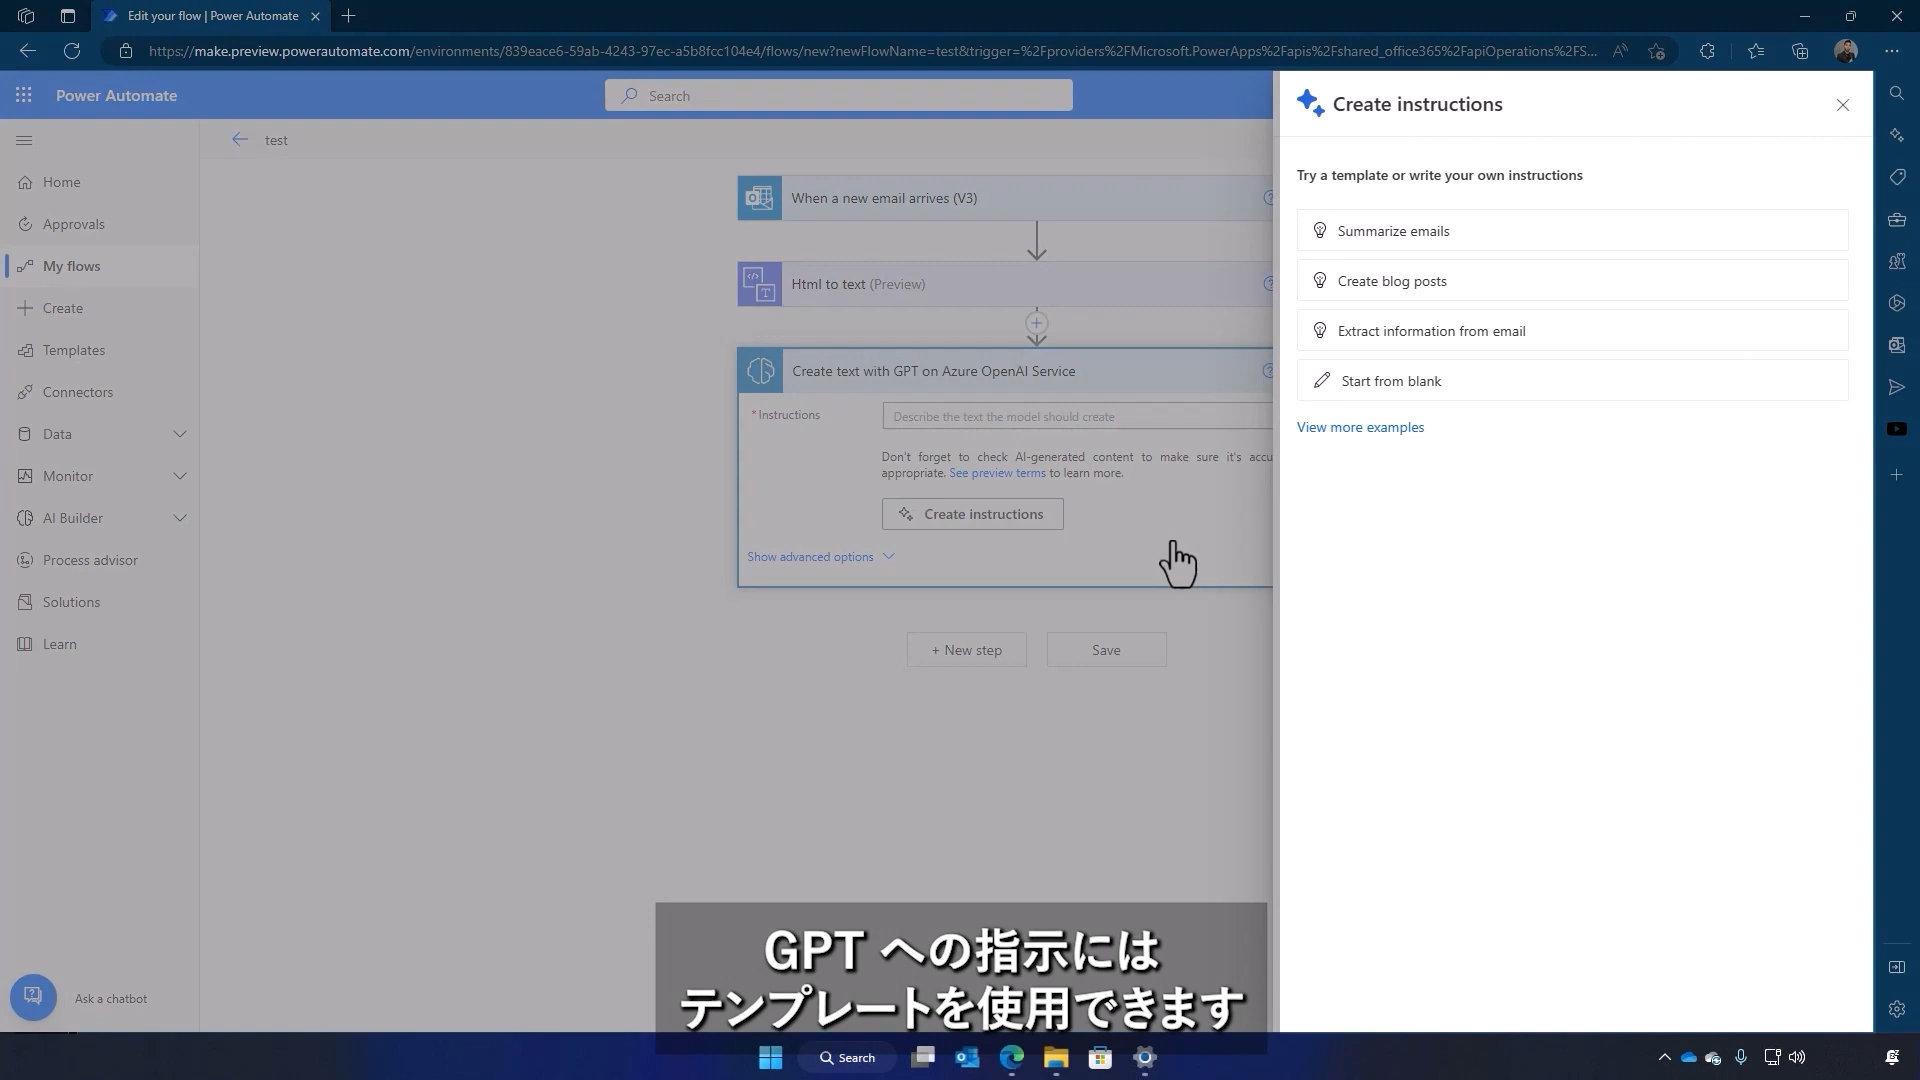 Edit your flow | Power Automate
https://make.preview.powerautomate.com/environments/839eace6-59ab-4243-97ec-a5b8fcc104e4/flows/new?newFlowName=test&trigger=%2Fproviders%2FMicrosoft.PowerApps%2Fapis%2Fshared_office365%2FapiOperations%2FS...
Power Automate
Search
test
Home
Approvals
My flows
Create
Templates
Connectors
Data
Monitor
AI Builder
Process advisor
Solutions
Learn
Ask a chatbot
When a new email arrives (V3)
Html to text (Preview)
Create text with GPT on Azure OpenAI Service
* Instructions
Describe the text the model should create
Don't forget to check AI-generated content to make sure it's accu
appropriate. See preview terms to learn more.
Create instructions
Show advanced options
+ New step
Save
Create instructions
Try a template or write your own instructions
Summarize emails
Create blog posts
Extract information from email
Start from blank
View more examples
GPT への指示には
テンプレートを使用できます
Search